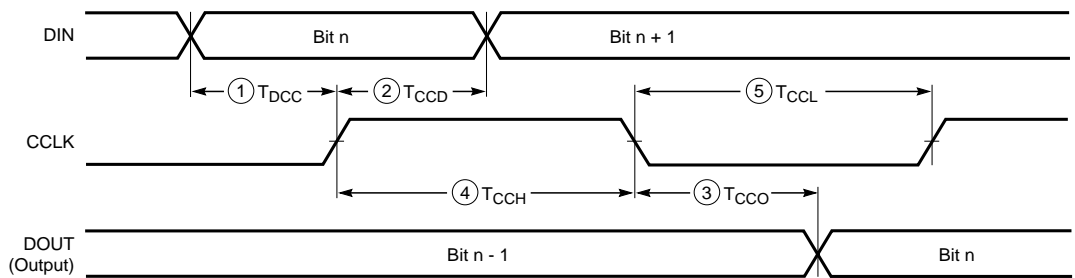 DIN
Bit n
Bit n + 1
1 TDCC
2 TCCD
5 TCCL
CCLK
4 TCCH
3 TCCO
DOUT
(Output)
Bit n - 1
Bit n